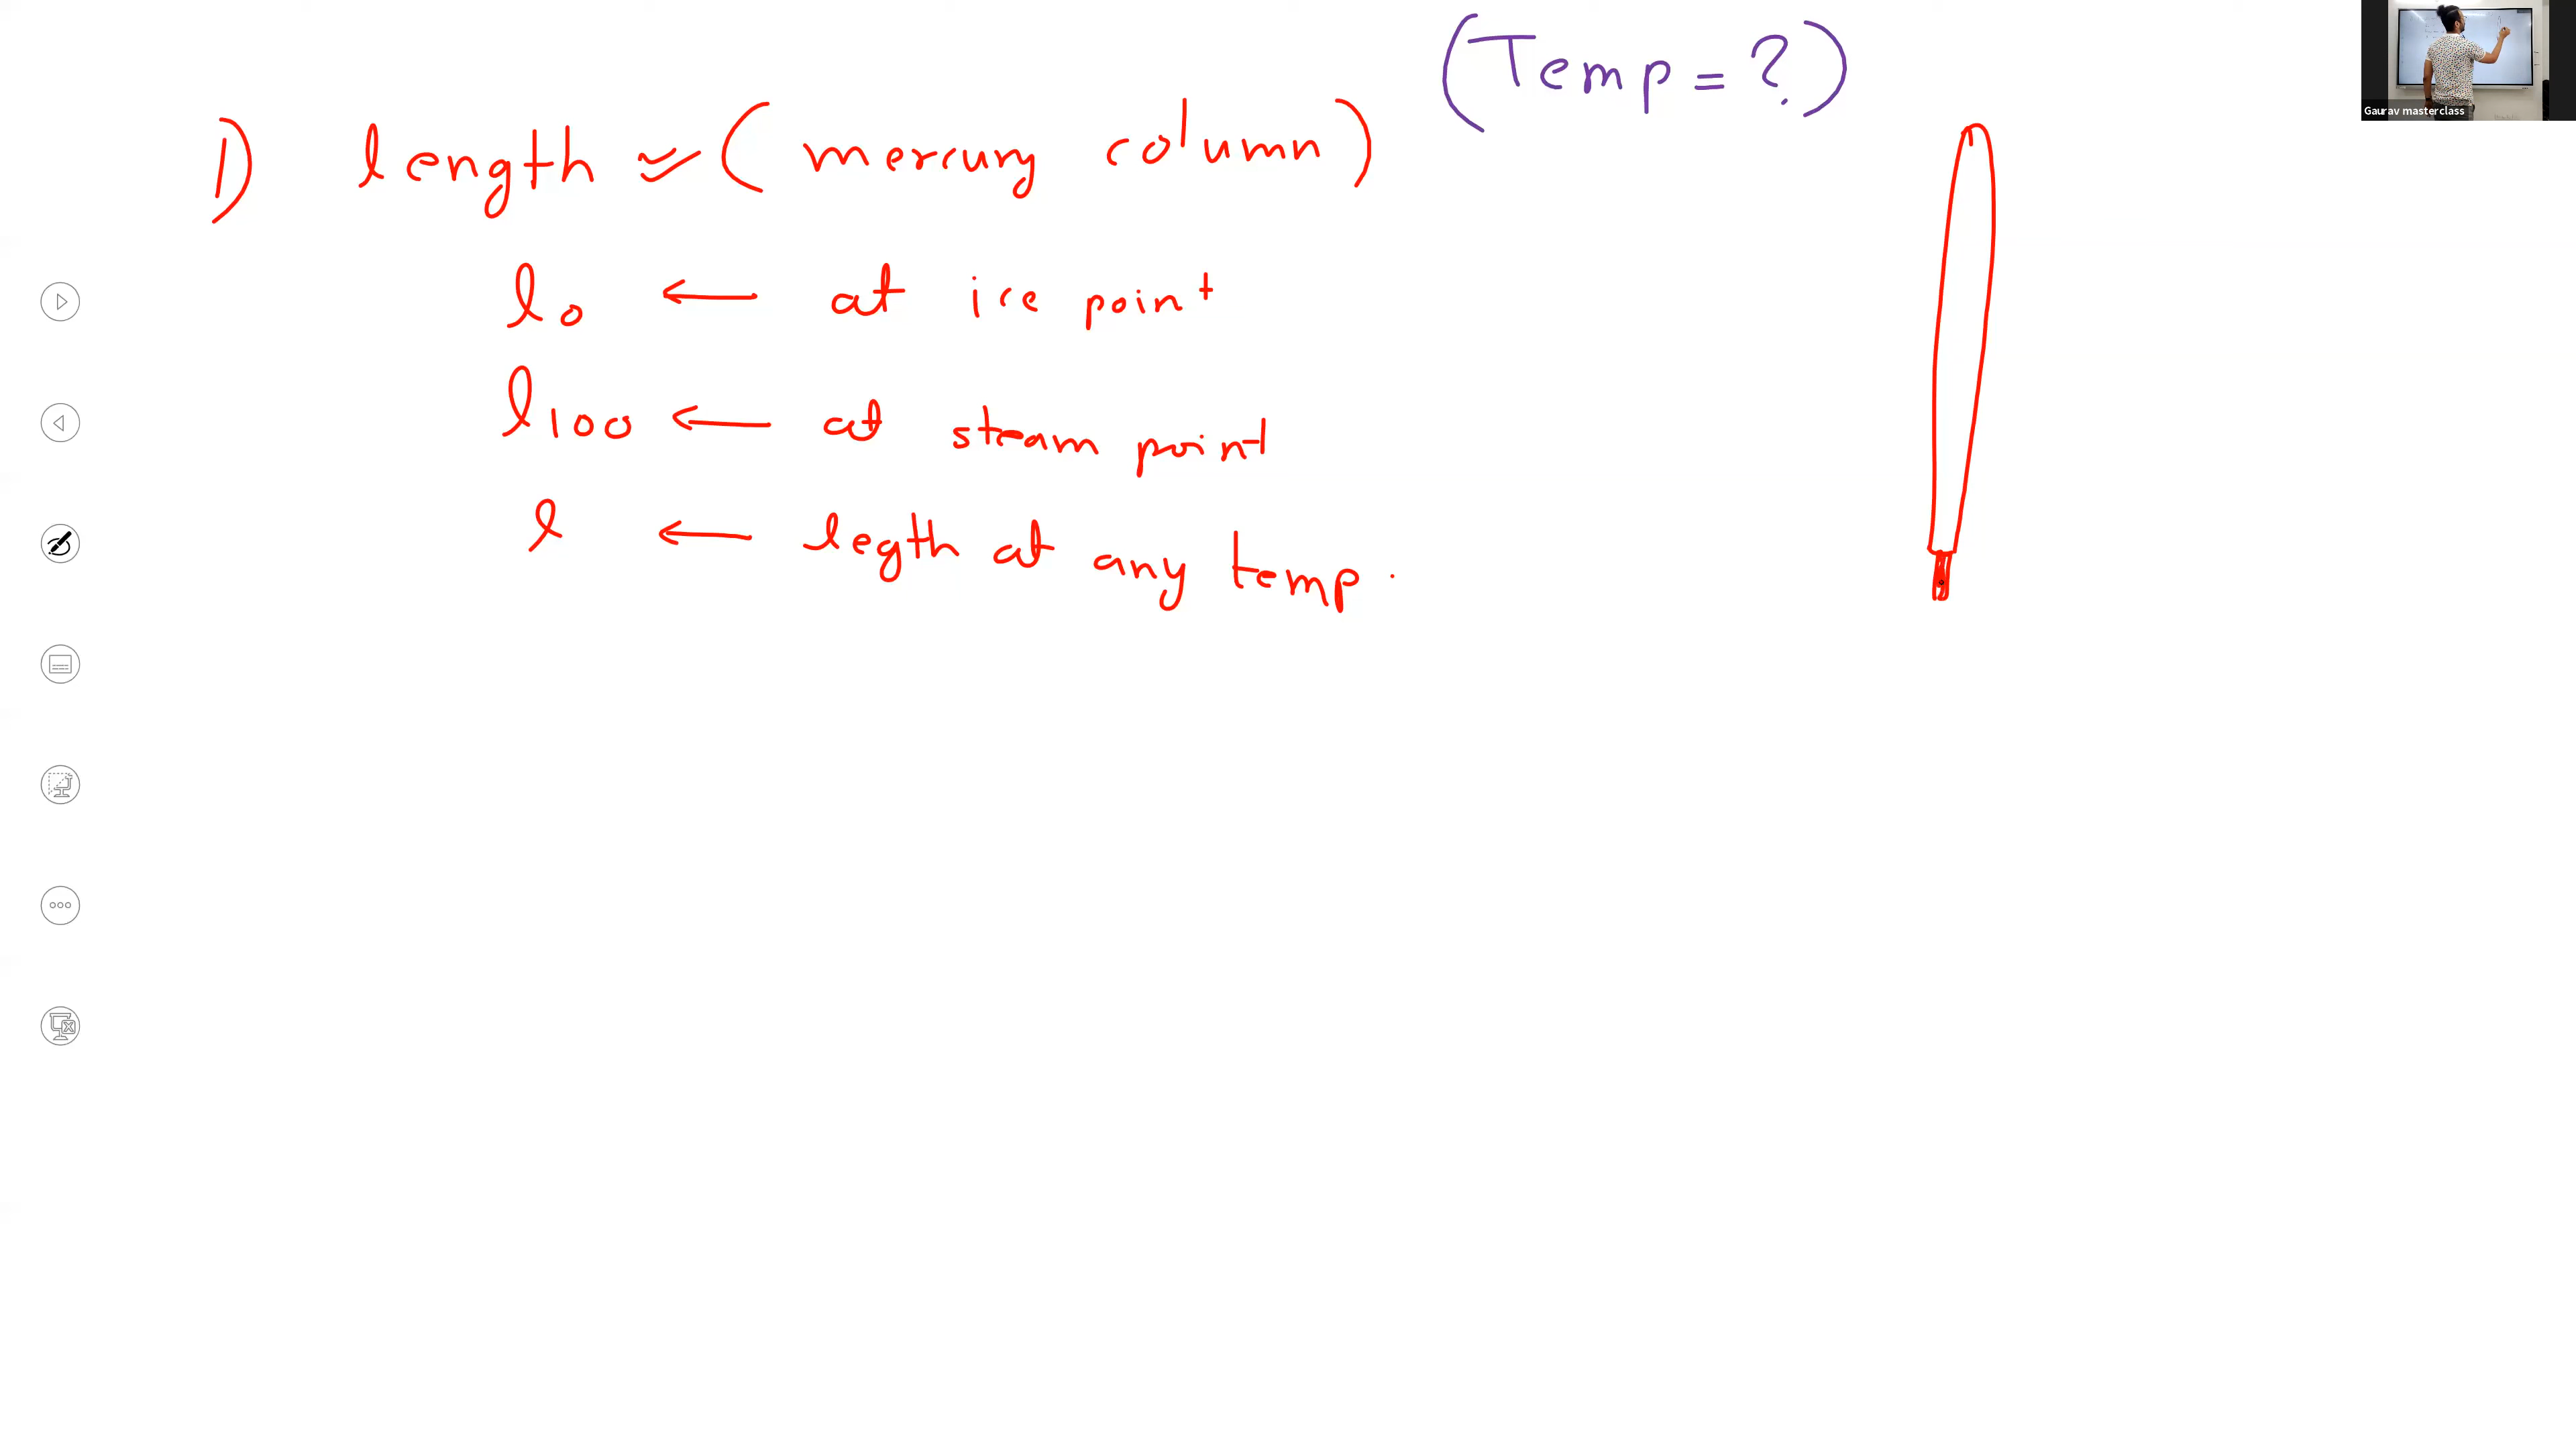 (Temp = ?)
Gaurav masterclass
1) length ≈ (mercury column)
l₀ ← at ice point
l₁₀₀ ← at steam point
l ← legth at any temp.